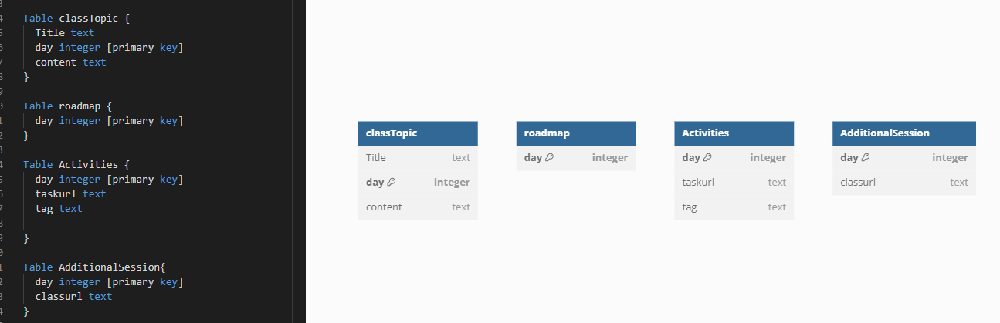 Table classTopic {
Title text
day integer [primary key]
content text
}
Table roadmap {
day integer [primary key]
}
Table Activities {
day integer [primary key]
taskurl text
tag text
}
Table AdditionalSession{
day integer [primary key]
classurl text
}
classTopic
Title text
day integer
content text
roadmap
day integer
Activities
day integer
taskurl text
tag text
AdditionalSession
day integer
classurl text